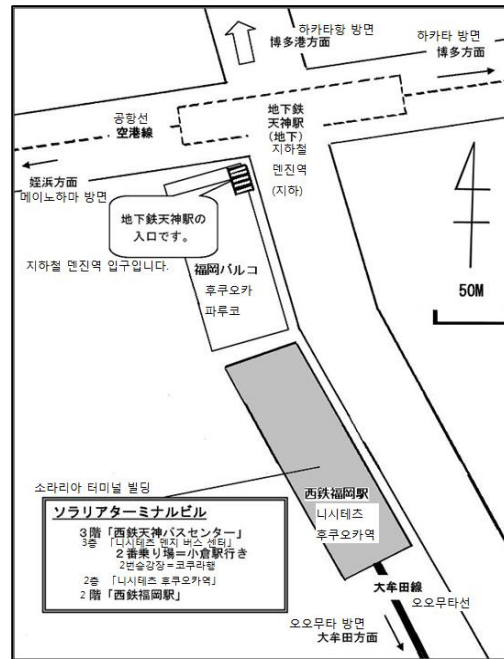 하카타항 방면
博多港方面
하카타 방면
博多方面
공항선
空港線
地下鉄
天神駅
(地下)
지하철
덴진역
(지하)
姪浜方面
메이노하마 방면
地下鉄天神駅の
入口です。
지하철 덴진역 입구입니다.
福岡パルコ
후쿠오카
파루코
50M
소라리아 터미널 빌딩
ソラリアターミナルビル
3階「西鉄天神バスセンター」
3층 「니시테츠 덴지 버스 센터」
2番乗り場=小倉駅行き
2번승강장=코쿠라행
2층 「니시테츠 후쿠오카역」
2階「西鉄福岡駅」
西鉄福岡駅
니시테츠
후쿠오카역
大牟田線
오오무타선
오오무타 방면
大牟田方面